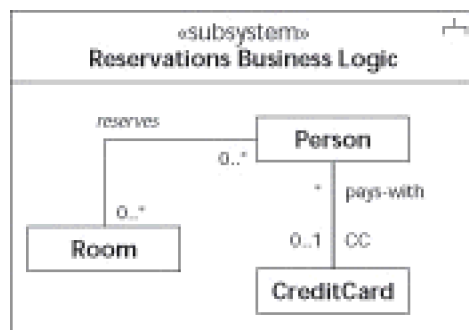 «subsystem»
Reservations Business Logic
reserves
Person
0..*
* pays-with
0..*
Room
0..1 CC
CreditCard